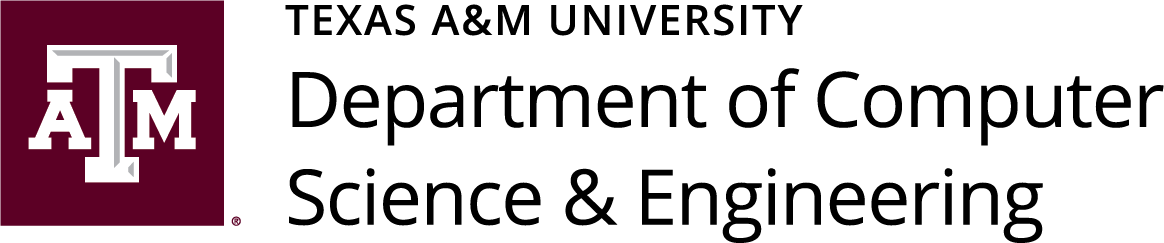 ATM
®
TEXAS A&M UNIVERSITY
Department of Computer
Science & Engineering